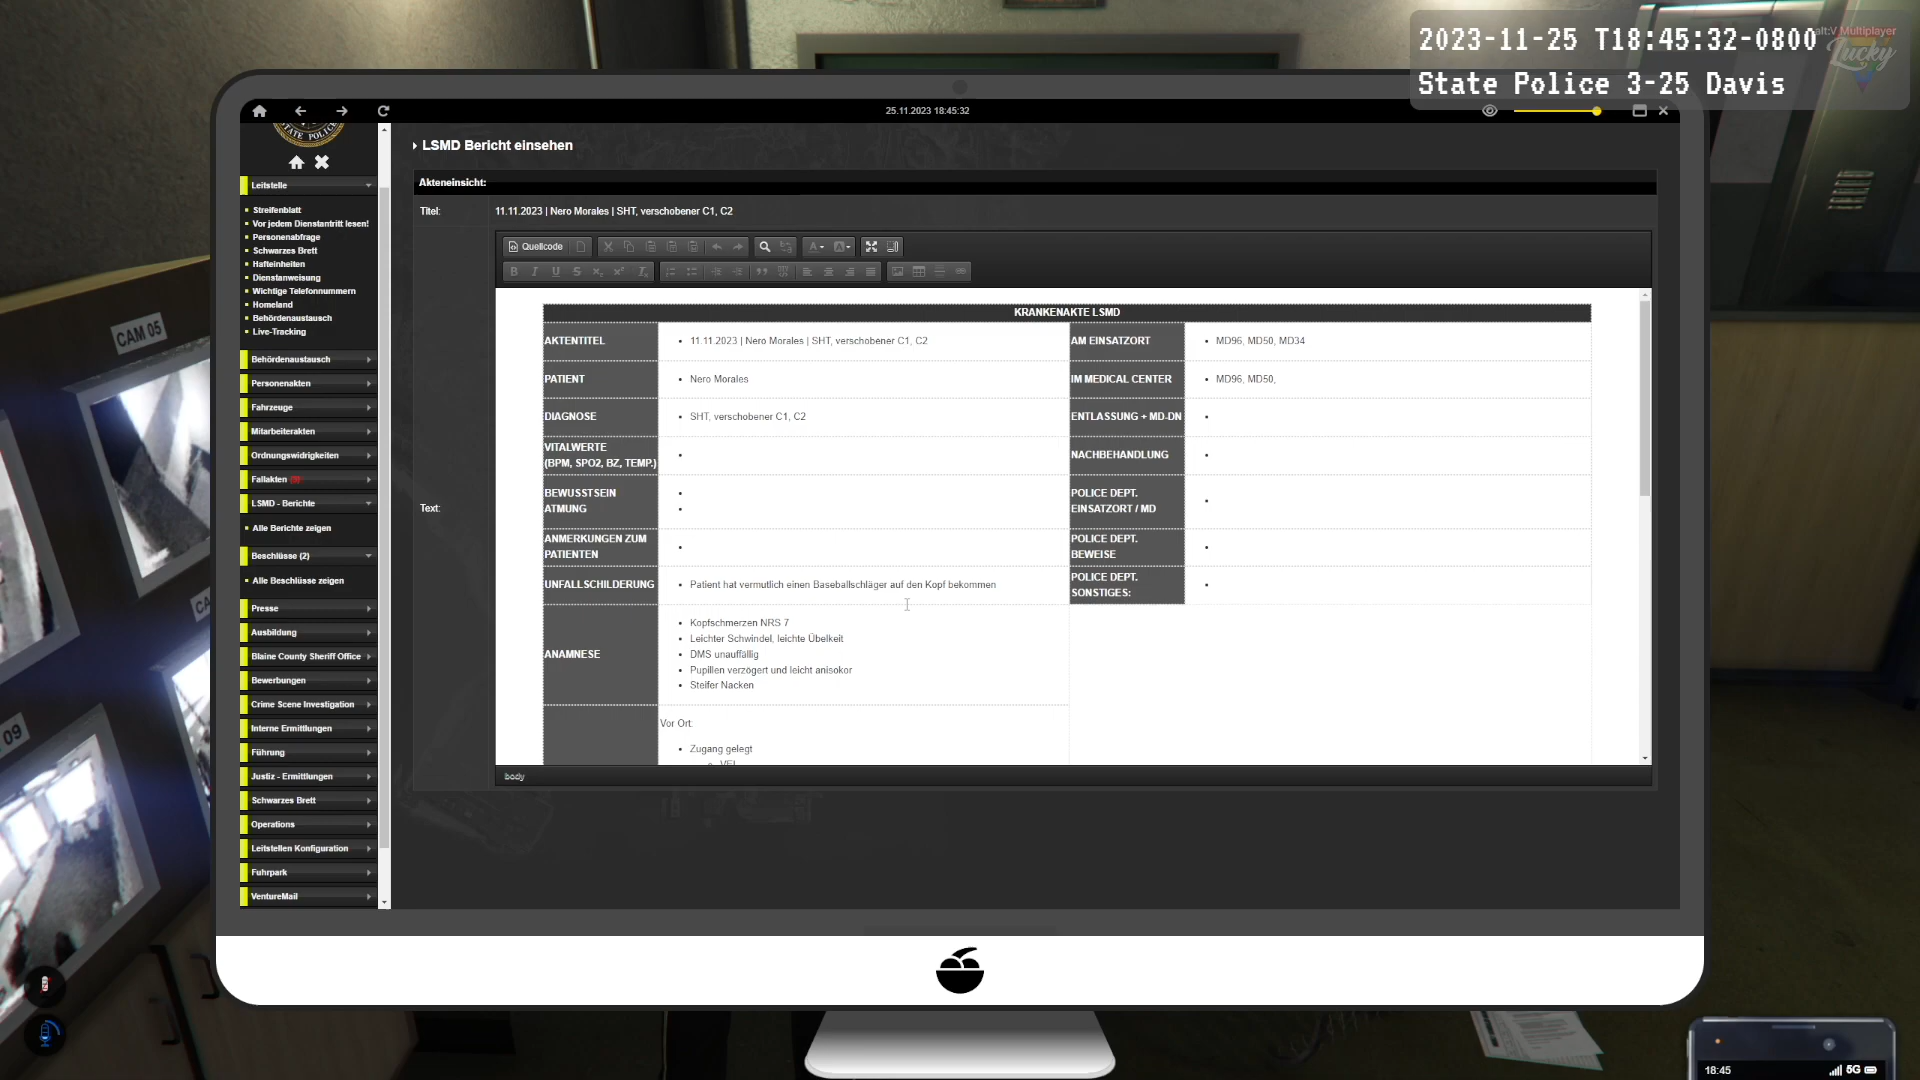 2023-11-25 T18:45:32-0800
alt:V Multiplayer
Lucky
State Police 3-25 Davis
25.11.2023 18:45:32
STATE POLICE
LSMD Bericht einsehen
Leitstelle
Streifenblatt
Vor jedem Dienstantritt lesen!
Personenabfrage
Schwarzes Brett
Hafteinheiten
Dienstanweisung
Wichtige Telefonnummern
Homeland
Behördenaustausch
Live-Tracking
Behördenaustausch
Personenakten
Fahrzeuge
Mitarbeiterakten
Ordnungswidrigkeiten
Fallakten
LSMD - Berichte
Alle Berichte zeigen
Beschlüsse (2)
Alle Beschlüsse zeigen
Presse
Ausbildung
Blaine County Sheriff Office
Bewerbungen
Crime Scene Investigation
Interne Ermittlungen
Führung
Justiz - Ermittlungen
Schwarzes Brett
Operations
Leitstellen Konfiguration
Fuhrpark
VentureMail
Akteneinsicht:
Titel:
11.11.2023 | Nero Morales | SHT, verschobener C1, C2
Text:
Quellcode
KRANKENAKTE LSMD
AKTENTITEL
11.11.2023 | Nero Morales | SHT, verschobener C1, C2
AM EINSATZORT
MD96, MD50, MD34
PATIENT
Nero Morales
IM MEDICAL CENTER
MD96, MD50,
DIAGNOSE
SHT, verschobener C1, C2
ENTLASSUNG + MD-DN
VITALWERTE
(BPM, SPO2, BZ, TEMP.)
NACHBEHANDLUNG
BEWUSSTSEIN
ATMUNG
POLICE DEPT.
EINSATZORT / MD
ANMERKUNGEN ZUM
PATIENTEN
POLICE DEPT.
BEWEISE
UNFALLSCHILDERUNG
Patient hat vermutlich einen Baseballschläger auf den Kopf bekommen
POLICE DEPT.
SONSTIGES:
ANAMNESE
Kopfschmerzen NRS 7
Leichter Schwindel, leichte Übelkeit
DMS unauffällig
Pupillen verzögert und leicht anisokor
Steifer Nacken
Vor Ort:
Zugang gelegt
VEL
body
CAM 05
CA
09
18:45
5G